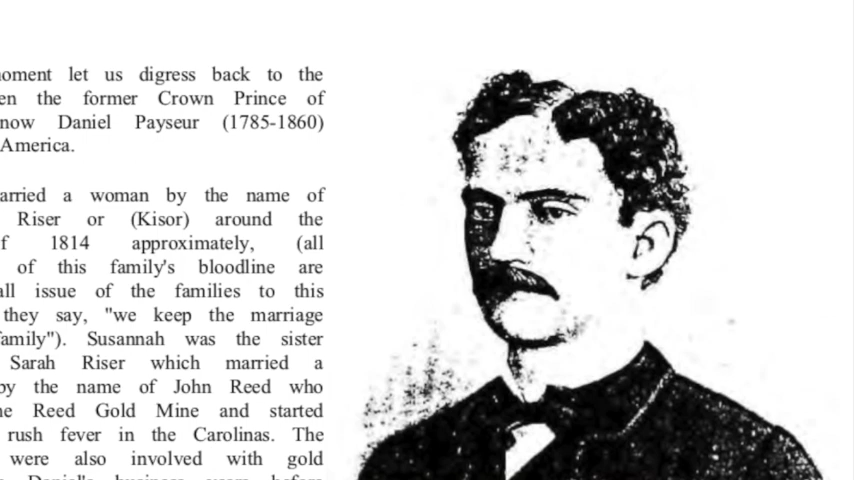 moment let us digress back to the
en the former Crown Prince of
now Daniel Payseur (1785-1860)
America.
arried a woman by the name of
Riser or (Kisor) around the
f 1814 approximately, (all
of this family's bloodline are
all issue of the families to this
they say, "we keep the marriage
family"). Susannah was the sister
Sarah Riser which married a
by the name of John Reed who
he Reed Gold Mine and started
rush fever in the Carolinas. The
were also involved with gold
Daniel's business years before